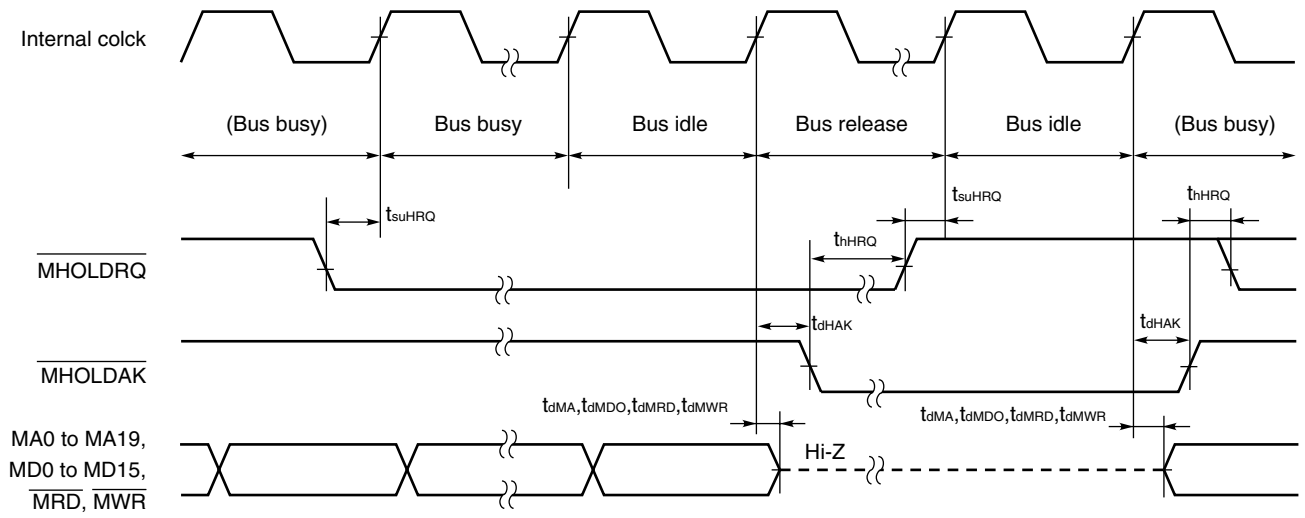 Internal colck
(Bus busy) Bus busy Bus idle Bus release Bus idle (Bus busy)
tsuHRQ tsuHRQ thHRQ
thHRQ
MHOLDRQ
tdHAK tdHAK
MHOLDAK
tdMA,tdMDO,tdMRD,tdMWR tdMA,tdMDO,tdMRD,tdMWR
MA0 to MA19,
MD0 to MD15,
MRD, MWR
Hi-Z